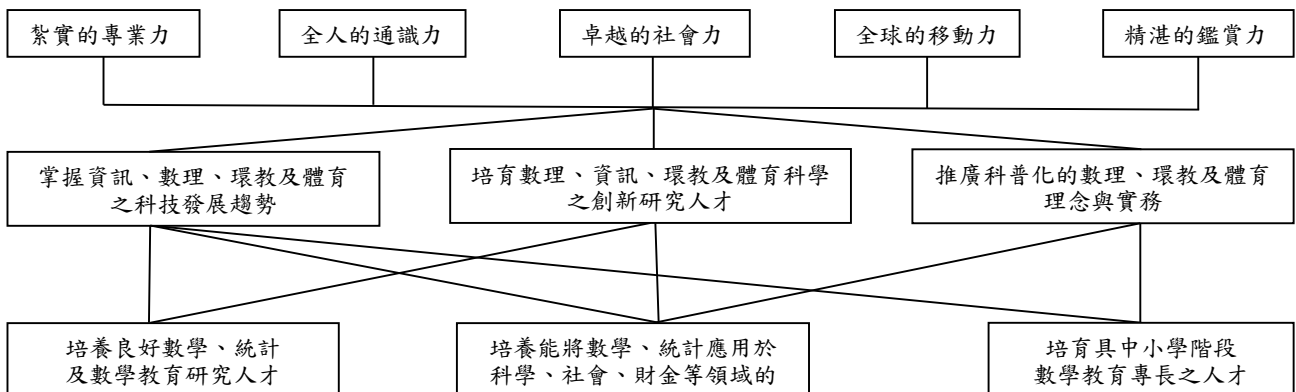 紮實的專業力
全人的通識力
卓越的社會力
全球的移動力
精湛的鑑賞力
掌握資訊、數理、環教及體育
之科技發展趨勢
培育數理、資訊、環教及體育科學
之創新研究人才
推廣科普化的數理、環教及體育
理念與實務
培養良好數學、統計
及數學教育研究人才
培養能將數學、統計應用於
科學、社會、財金等領域的
培育具中小學階段
數學教育專長之人才